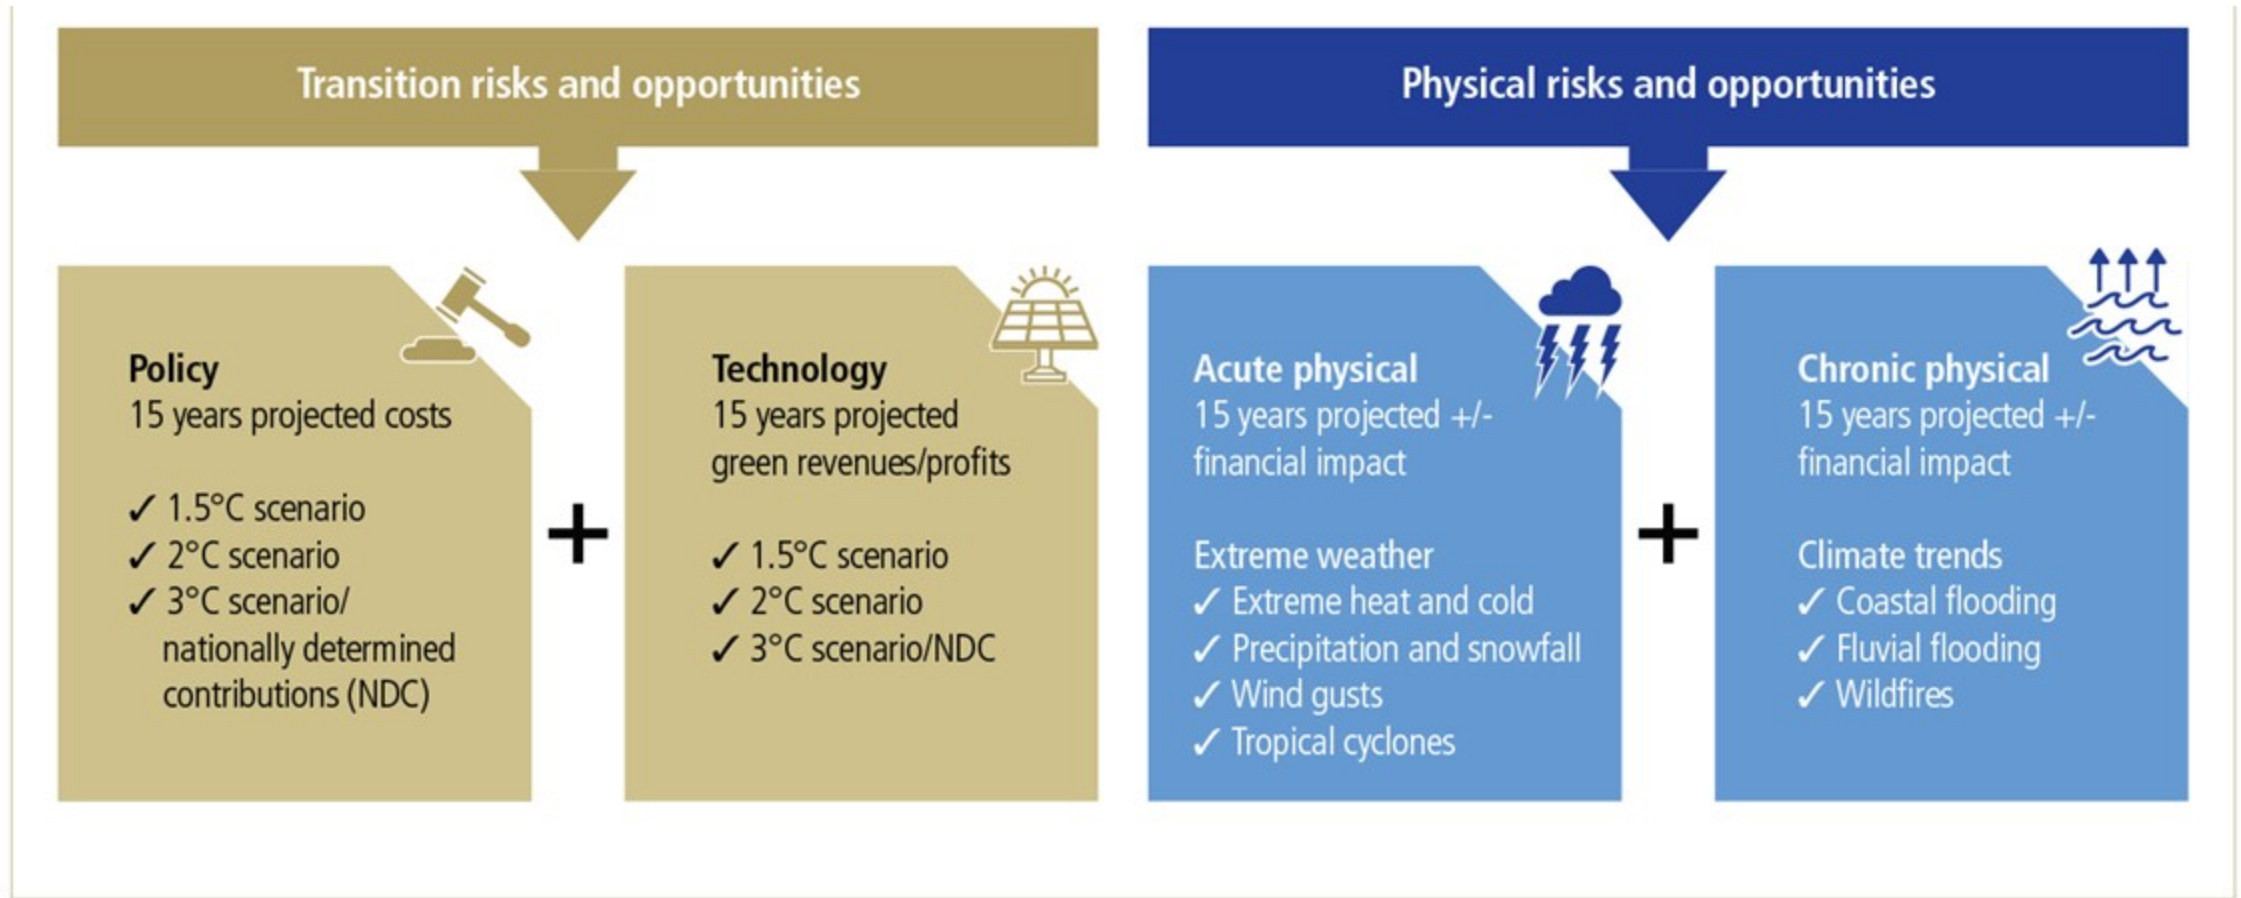 Transition risks and opportunities
Policy
15 years projected costs
✓ 1.5°C scenario
✓ 2°C scenario
✓ 3°C scenario/
nationally determined
contributions (NDC)
+
Technology
15 years projected
green revenues/profits
✓ 1.5°C scenario
✓ 2°C scenario
✓ 3°C scenario/NDC
Physical risks and opportunities
Acute physical
15 years projected +/-
financial impact
Extreme weather
✓ Extreme heat and cold
✓ Precipitation and snowfall
✓ Wind gusts
✓ Tropical cyclones
+
Chronic physical
15 years projected +/-
financial impact
Climate trends
✓ Coastal flooding
✓ Fluvial flooding
✓ Wildfires